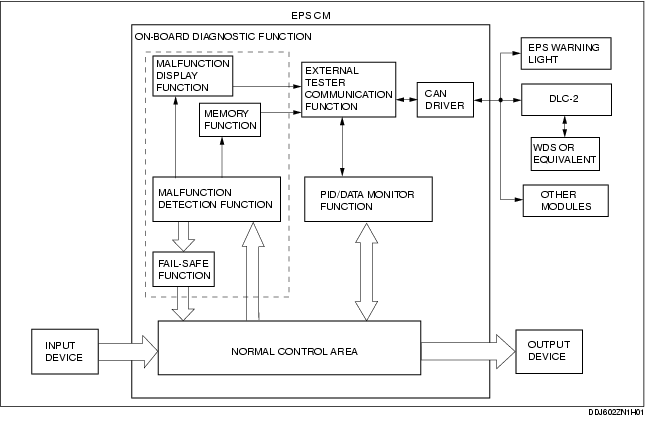 EPS CM
ON-BOARD DIAGNOSTIC FUNCTION
MALFUNCTION
DISPLAY
FUNCTION
MEMORY
FUNCTION
EXTERNAL
TESTER
COMMUNICATION
FUNCTION
CAN
DRIVER
EPS WARNING
LIGHT
DLC-2
WDS OR
EQUIVALENT
OTHER
MODULES
MALFUNCTION
DETECTION FUNCTION
PID/DATA MONITOR
FUNCTION
FAIL-SAFE
FUNCTION
INPUT
DEVICE
NORMAL CONTROL AREA
OUTPUT
DEVICE
DDJ602ZN1H01